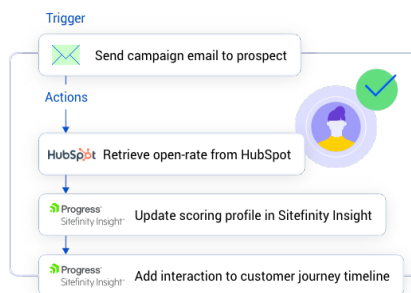 Trigger
Send campaign email to prospect
Actions
HubSpot Retrieve open-rate from HubSpot
Progress
Sitefinity Insight
Update scoring profile in Sitefinity Insight
Progress
Sitefinity Insight
Add interaction to customer journey timeline